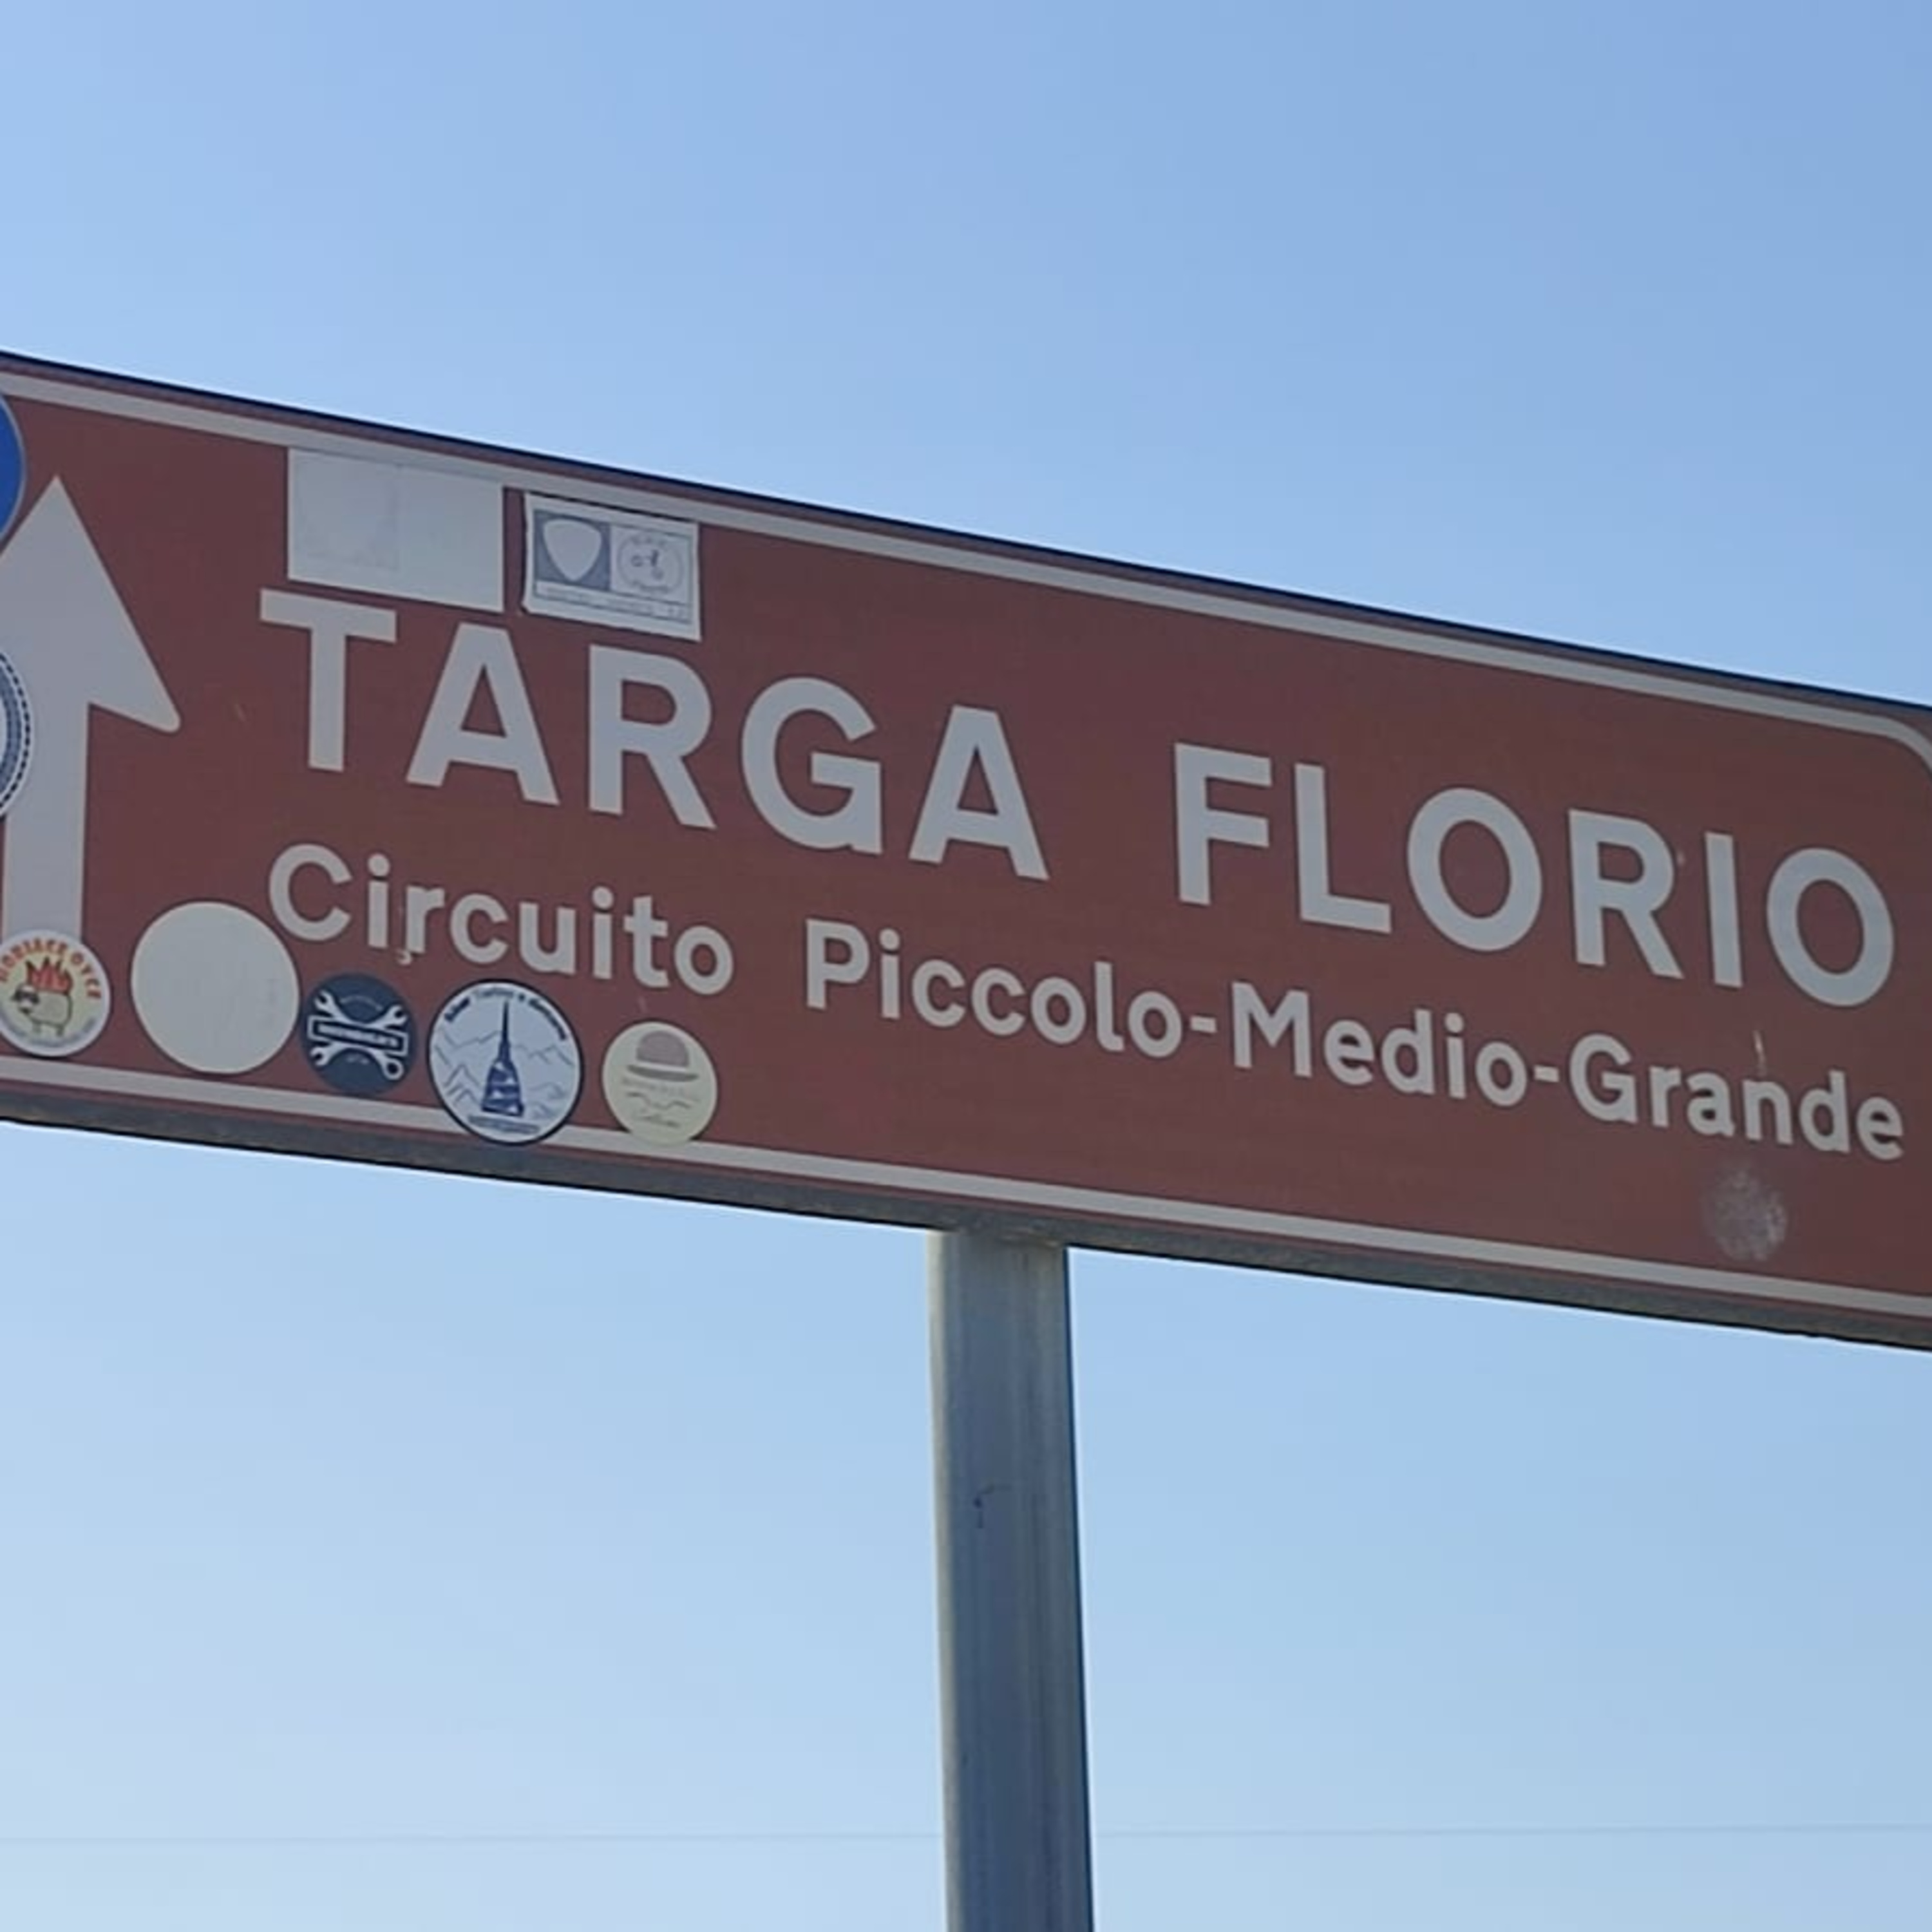 TARGA FLORIO
Circuito Piccolo-Medio-Grande